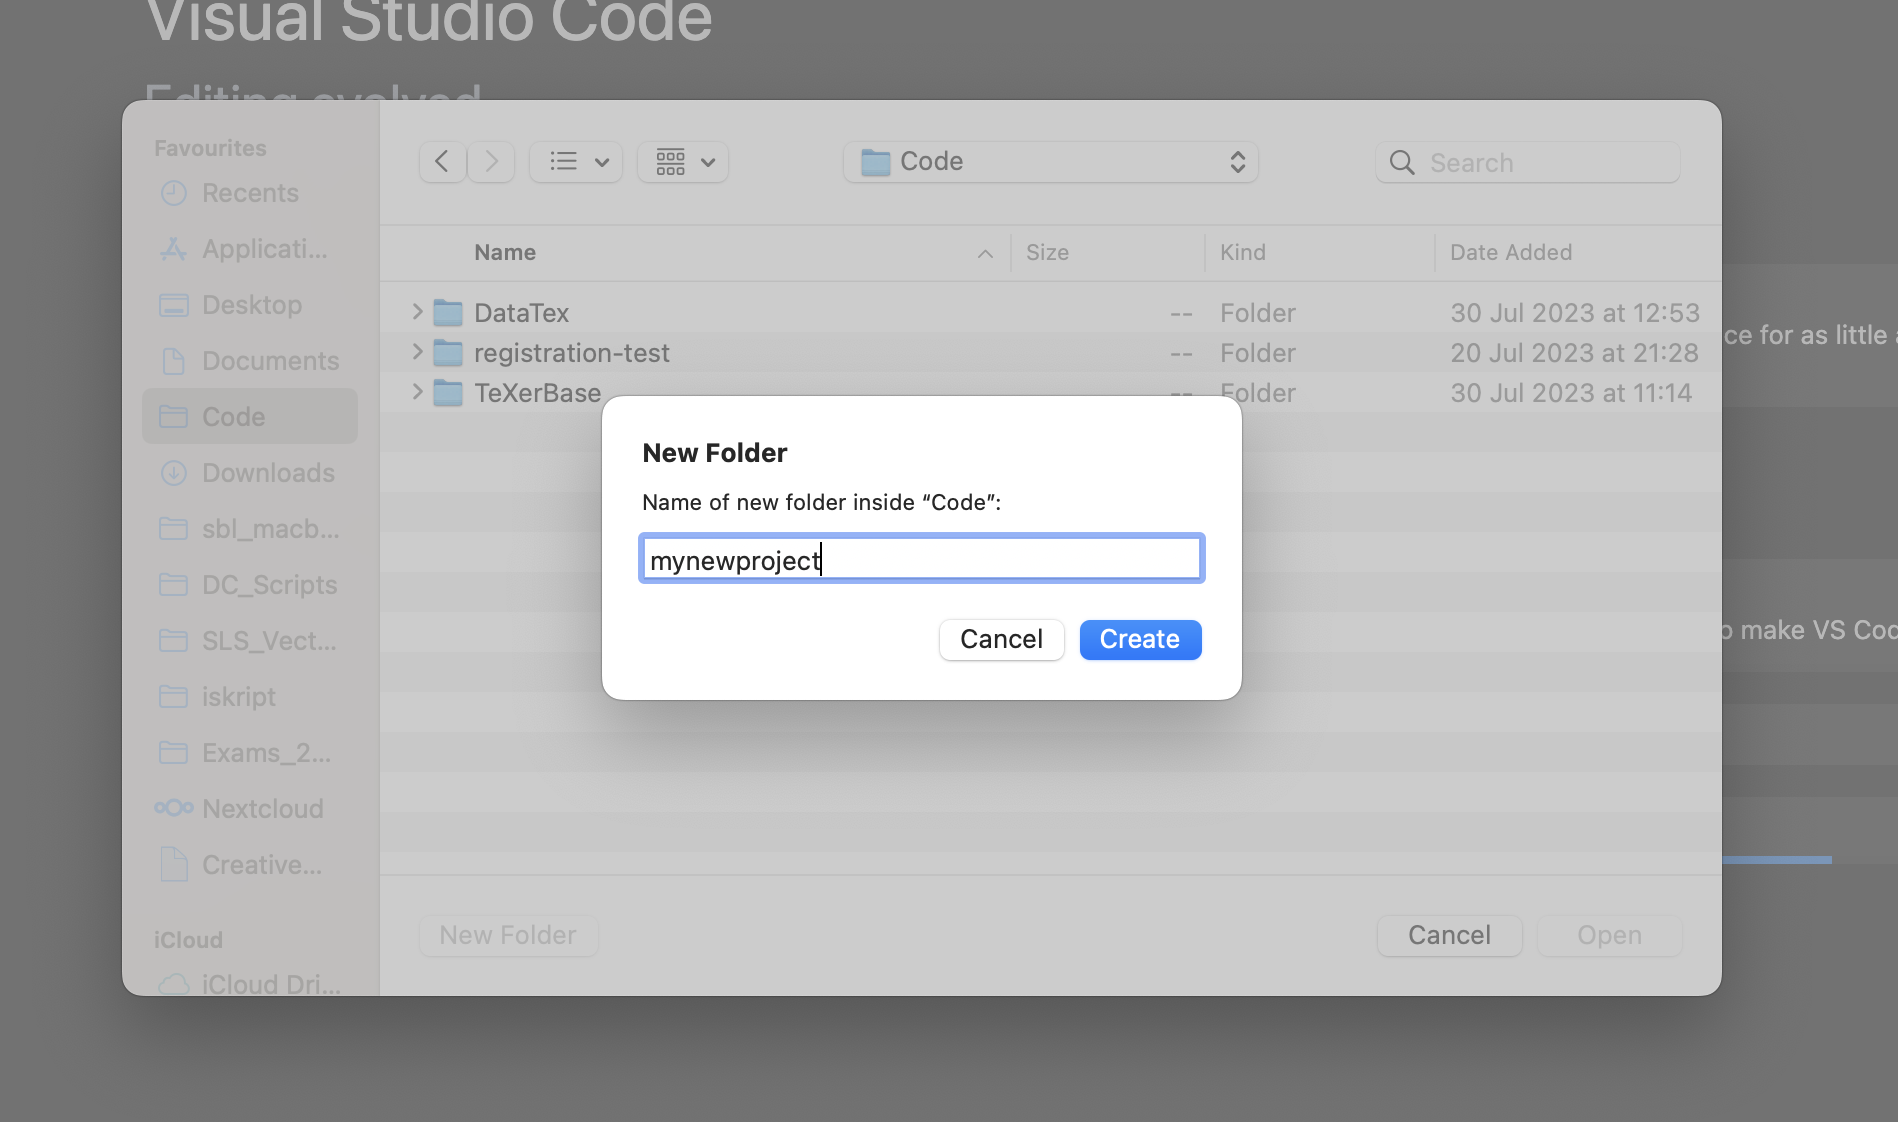 Visual Studio Code
Editing evolved
Favourites
Recents
Applicati...
Desktop
Documents
Code
Downloads
sbl_macb...
DC_Scripts
SLS_Vect...
iskript
Exams_2...
Nextcloud
Creative...
iCloud
iCloud Dri...
Code
Search
Name Size Kind Date Added
DataTex -- Folder 30 Jul 2023 at 12:53
registration-test -- Folder 20 Jul 2023 at 21:28
TeXerBase -- Folder 30 Jul 2023 at 11:14
New Folder
Name of new folder inside “Code”:
mynewproject
Cancel Create
New Folder Cancel Open
ce for as little
make VS Cod